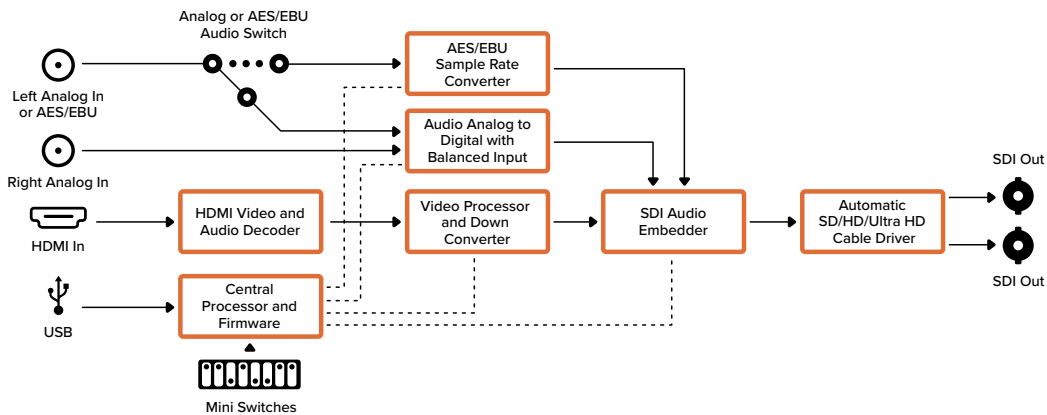 Analog or AES/EBU
Audio Switch
Left Analog In
or AES/EBU
Right Analog In
HDMI In
USB
AES/EBU
Sample Rate
Converter
Audio Analog to
Digital with
Balanced Input
HDMI Video and
Audio Decoder
Video Processor
and Down
Converter
SDI Audio
Embedder
Automatic
SD/HD/Ultra HD
Cable Driver
SDI Out
SDI Out
Central
Processor and
Firmware
Mini Switches